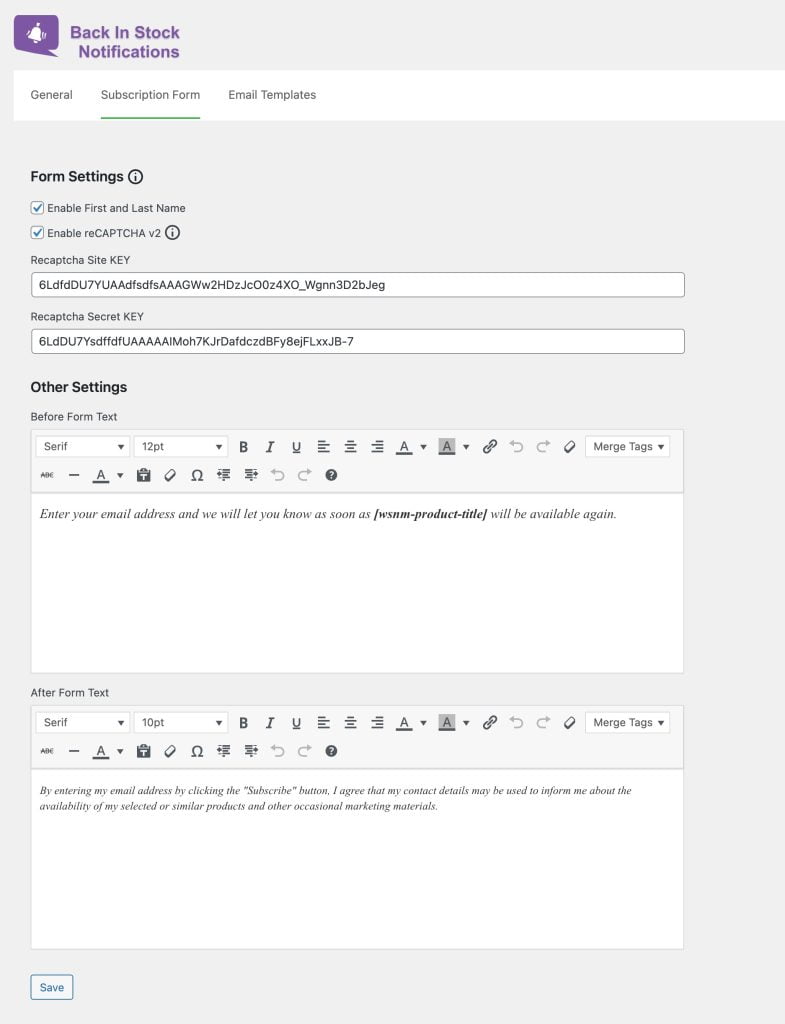 Back In Stock
Notifications
General Subscription Form Email Templates
Form Settings
Enable First and Last Name
Enable reCAPTCHA v2
Recaptcha Site KEY
6LdfdDU7YUAAdfsdfsAAAGWw2HDzJcO0z4XO_Wgnn3D2bJeg
Recaptcha Secret KEY
6LdDU7YsdffdfUAAAAAIMoh7KJrDafdczdBFy8ejFLxxJB-7
Other Settings
Before Form Text
Serif 12pt B I U A A Merge Tags
ABC A Ω
Enter your email address and we will let you know as soon as [wsnm-product-title] will be available again.
After Form Text
Serif 10pt B I U A A Merge Tags
ABC A Ω
By entering my email address by clicking the "Subscribe" button, I agree that my contact details may be used to inform me about the
availability of my selected or similar products and other occasional marketing materials.
Save